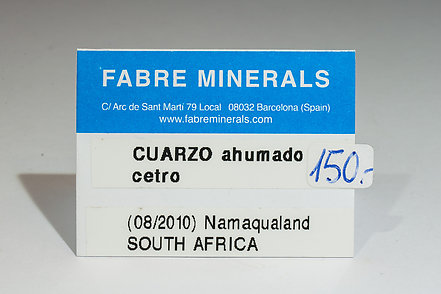 FABRE MINERALS
C/ Arc de Sant Martí 79 Local 08032 Barcelona (Spain)
www.fabreminerals.com
CUARZO ahumado
cetro
150.-
(08/2010) Namaqualand
SOUTH AFRICA